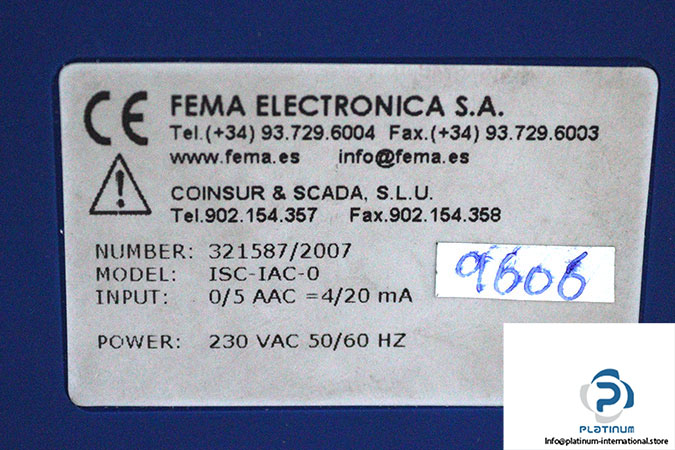 CE FEMA ELECTRONICA S.A.
Tel.(+34) 93.729.6004 Fax.(+34) 93.729.6003
www.fema.es info@fema.es
COINSUR & SCADA, S.L.U.
Tel.902.154.357 Fax.902.154.358
NUMBER: 321587/2007
MODEL: ISC-IAC-0
INPUT: 0/5 AAC =4/20 mA
9606
POWER: 230 VAC 50/60 HZ
PLATINUM
Info@platinum-international.store